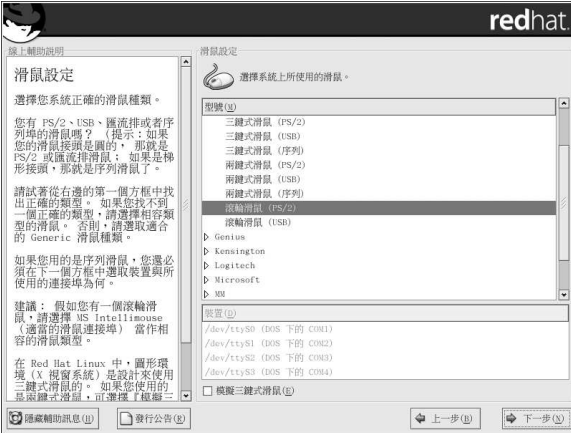 redhat.
線上輔助說明
滑鼠設定
選擇您系統正確的滑鼠種類。
您有 PS/2、USB、匯流排或者序
列埠的滑鼠嗎? (提示:如果
您的滑鼠接頭是圓的, 那就是
PS/2 或匯流排滑鼠; 如果是梯
形接頭,那就是序列滑鼠了。
請試著從右邊的第一個方框中找
出正確的類型。 如果您找不到
一個正確的類型,請選擇相容類
型的滑鼠。 否則,請選取適合
的 Generic 滑鼠種類。
如果您用的是序列滑鼠,您還必
須在下一個方框中選取裝置與所
使用的連接埠為何。
建議: 假如您有一個滾輪滑
鼠,請選擇 MS Intellimouse
(適當的滑鼠連接埠) 當作相
容的滑鼠類型。
在 Red Hat Linux 中,圖形環
境 (X 視窗系統) 是設計來使用
三鍵式滑鼠的。 如果您使用的
是兩鍵式滑鼠,可選擇『模擬三
滑鼠設定
選擇系統上所使用的滑鼠。
型號(M)
三鍵式滑鼠 (PS/2)
三鍵式滑鼠 (USB)
三鍵式滑鼠 (序列)
兩鍵式滑鼠 (PS/2)
兩鍵式滑鼠 (USB)
兩鍵式滑鼠 (序列)
滾輪滑鼠 (PS/2)
滾輪滑鼠 (USB)
Genius
Kensington
Logitech
Microsoft
MM
裝置(D)
/dev/ttyS0 (DOS 下的 COM1)
/dev/ttyS1 (DOS 下的 COM2)
/dev/ttyS2 (DOS 下的 COM3)
/dev/ttyS3 (DOS 下的 COM4)
模擬三鍵式滑鼠(E)
隱藏輔助訊息(H)
發行公告(R)
上一步(B)
下一步(N)